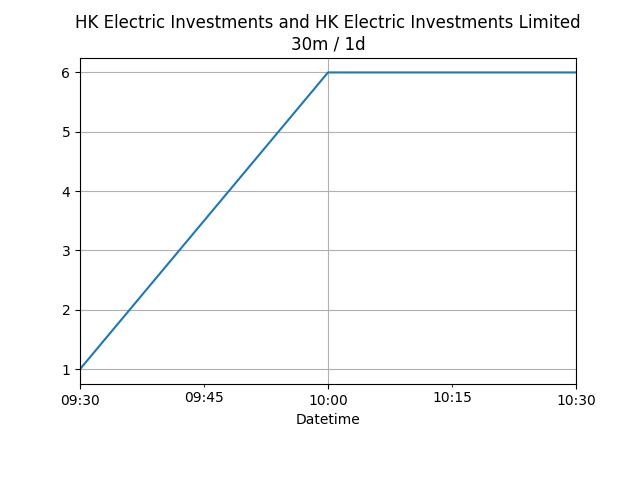 HK Electric Investments and HK Electric Investments Limited
30m / 1d
6
5
4
3
2
1
09:30 09:45 10:00 10:15 10:30
Datetime